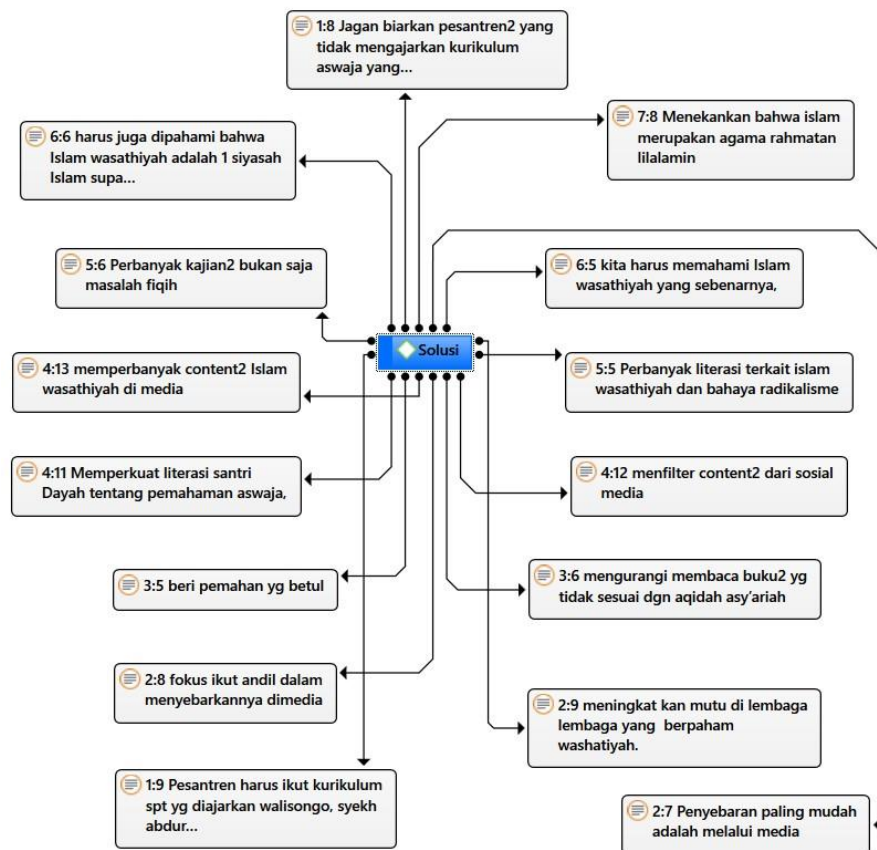 1:8 Jagan biarkan pesantren2 yang
tidak mengajarkan kurikulum
aswaja yang...
6:6 harus juga dipahami bahwa
Islam wasathiyah adalah 1 siyasah
Islam supa...
7:8 Menekankan bahwa islam
merupakan agama rahmatan
lilalamin
5:6 Perbanyak kajian2 bukan saja
masalah fiqih
6:5 kita harus memahami Islam
wasathiyah yang sebenarnya,
Solusi
4:13 memperbanyak content2 Islam
wasathiyah di media
5:5 Perbanyak literasi terkait islam
wasathiyah dan bahaya radikalisme
4:11 Memperkuat literasi santri
Dayah tentang pemahaman aswaja,
4:12 menfilter content2 dari sosial
media
3:5 beri pemahan yg betul
3:6 mengurangi membaca buku2 yg
tidak sesuai dgn aqidah asy'ariah
2:8 fokus ikut andil dalam
menyebarkannya dimedia
2:9 meningkat kan mutu di lembaga
lembaga yang berpaham
washatiyah.
1:9 Pesantren harus ikut kurikulum
spt yg diajarkan walisongo, syekh
abdur...
2:7 Penyebaran paling mudah
adalah melalui media